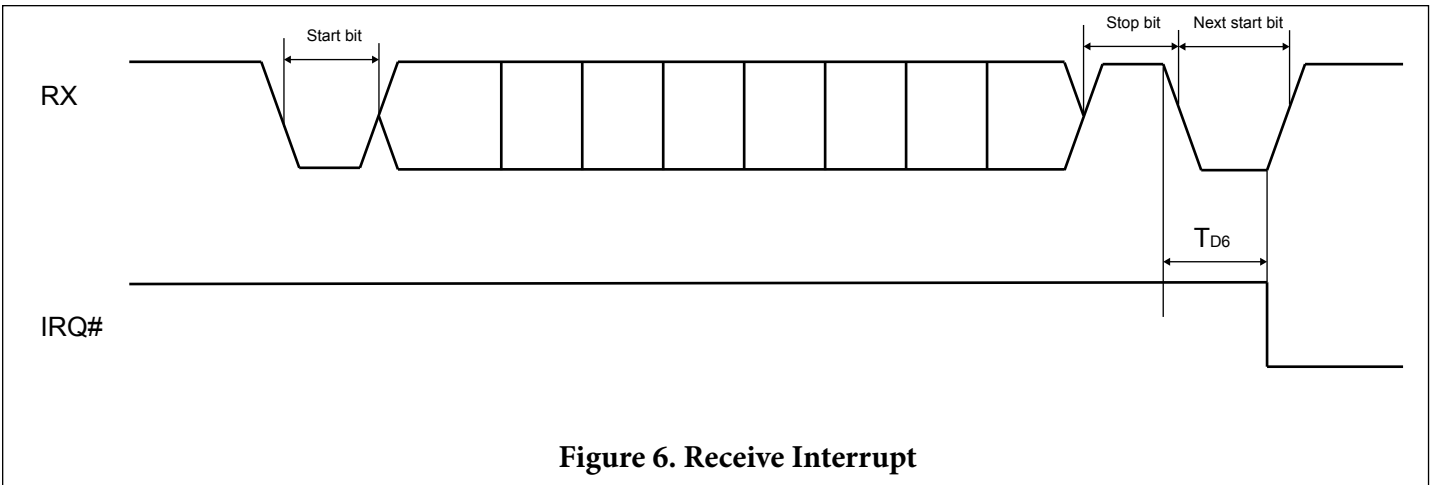 Start bit
Stop bit
Next start bit
RX
TD6
IRQ#
Figure 6. Receive Interrupt